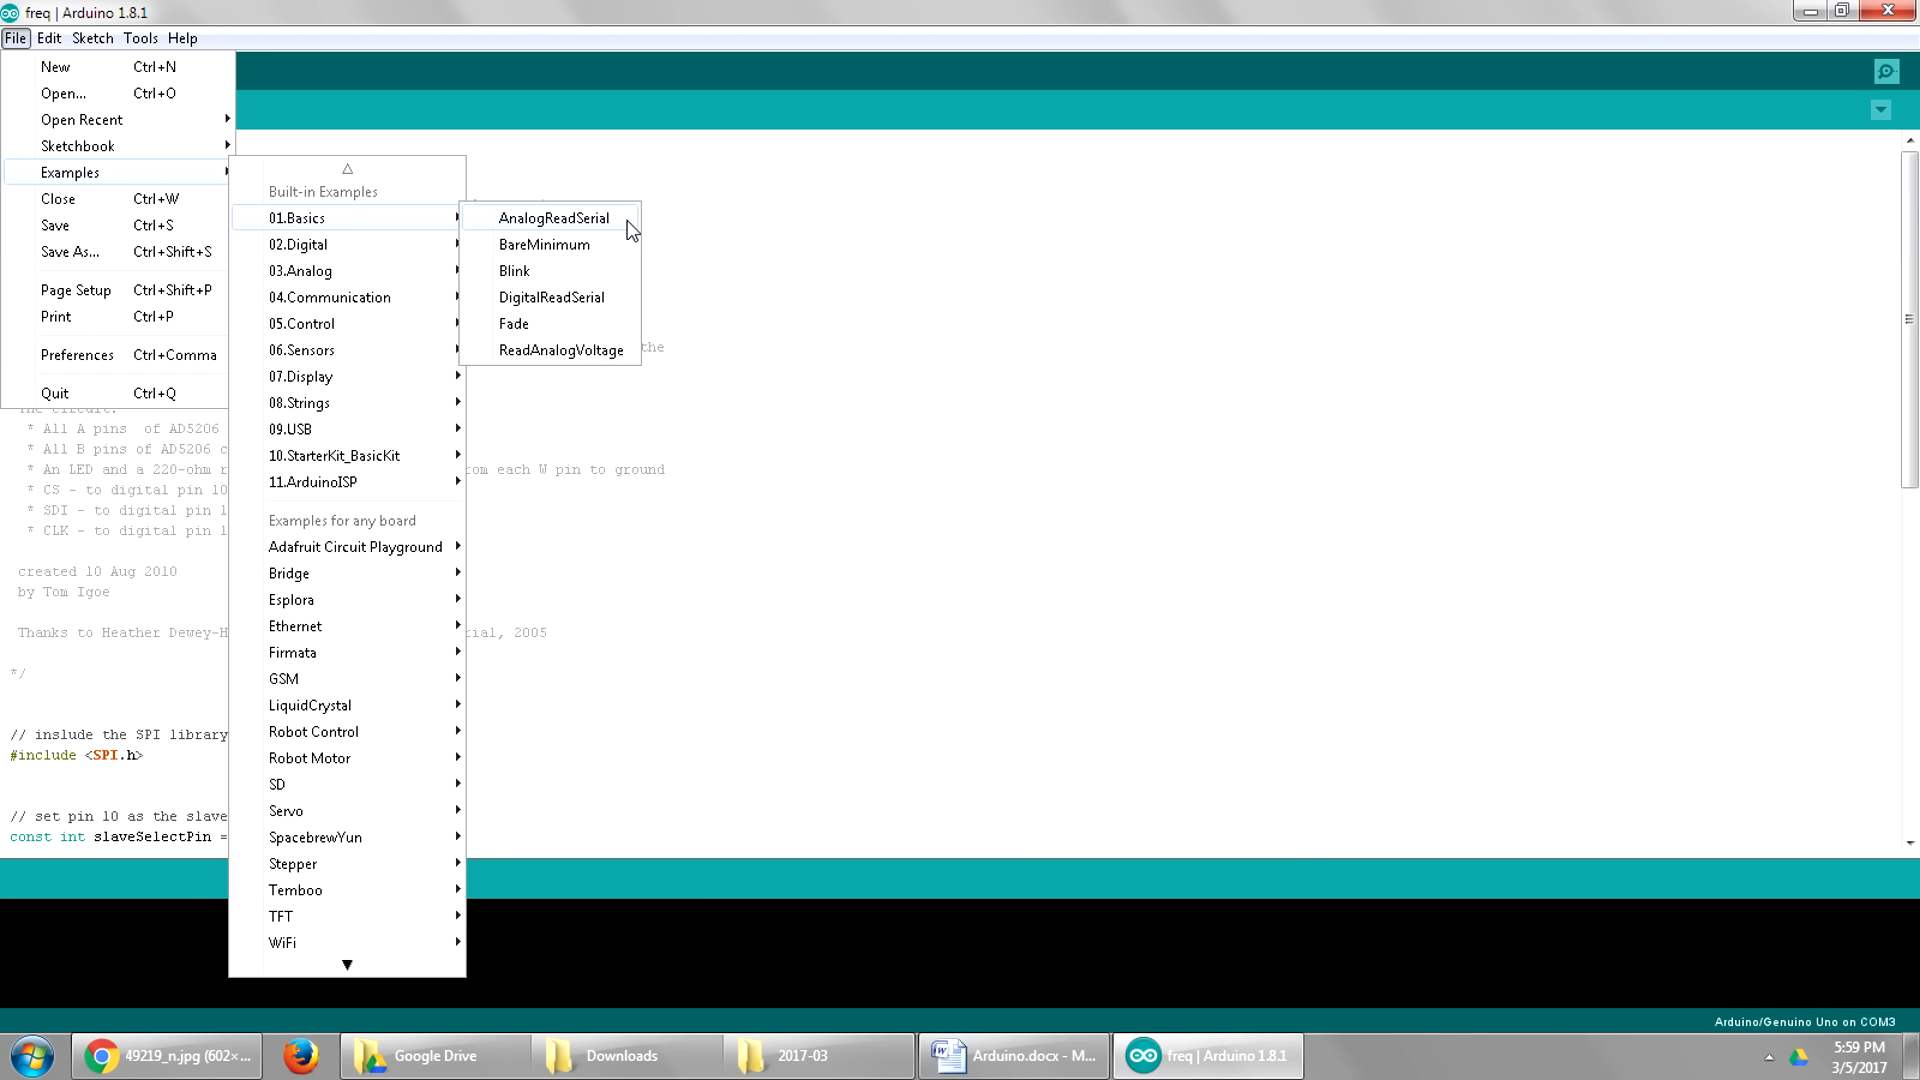 freq | Arduino 1.8.1
File Edit Sketch Tools Help
New Ctrl+N
Open... Ctrl+O
Open Recent
Sketchbook
Examples
Close Ctrl+W
Save Ctrl+S
Save As... Ctrl+Shift+S
Page Setup Ctrl+Shift+P
Print Ctrl+P
Preferences Ctrl+Comma
Quit Ctrl+Q
Built-in Examples
01.Basics
02.Digital
03.Analog
04.Communication
05.Control
06.Sensors
07.Display
08.Strings
09.USB
10.StarterKit_BasicKit
11.ArduinoISP
Examples for any board
Adafruit Circuit Playground
Bridge
Esplora
Ethernet
Firmata
GSM
LiquidCrystal
Robot Control
Robot Motor
SD
Servo
SpacebrewYun
Stepper
Temboo
TFT
WiFi
AnalogReadSerial
BareMinimum
Blink
DigitalReadSerial
Fade
ReadAnalogVoltage
the
The circuit:
* All A pins  of AD5206
* All B pins of AD5206 c
* An LED and a 220-ohm r om each W pin to ground
* CS - to digital pin 10
* SDI - to digital pin 1
* CLK - to digital pin 1
created 10 Aug 2010
by Tom Igoe
Thanks to Heather Dewey-H ial, 2005
*/
// inslude the SPI library
#include <SPI.h>
// set pin 10 as the slave
const int slaveSelectPin =
Arduino/Genuino Uno on COM3
49219_n.jpg (602×...
Google Drive
Downloads
2017-03
Arduino.docx - M...
freq | Arduino 1.8.1
5:59 PM
3/5/2017